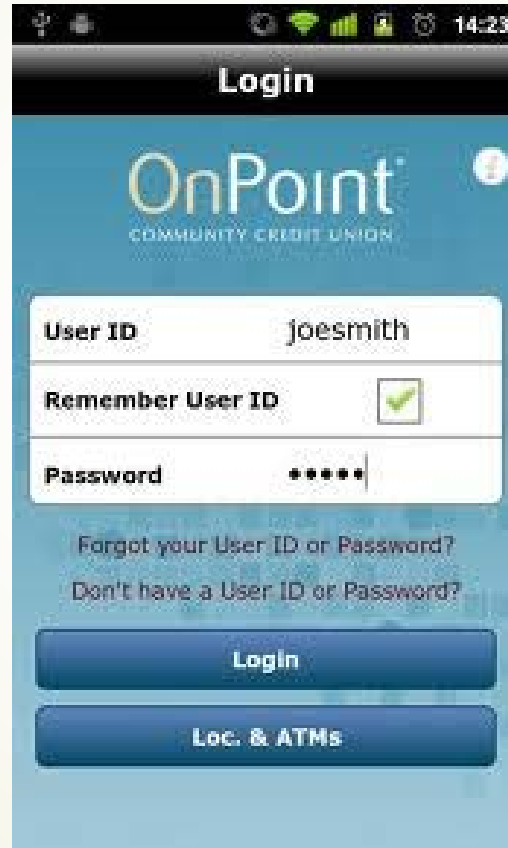 14:23
Login
OnPoint
COMMUNITY CREDIT UNION
User ID joesmith
Remember User ID
Password •••••
Forgot your User ID or Password?
Don't have a User ID or Password?
Login
Loc. & ATMs